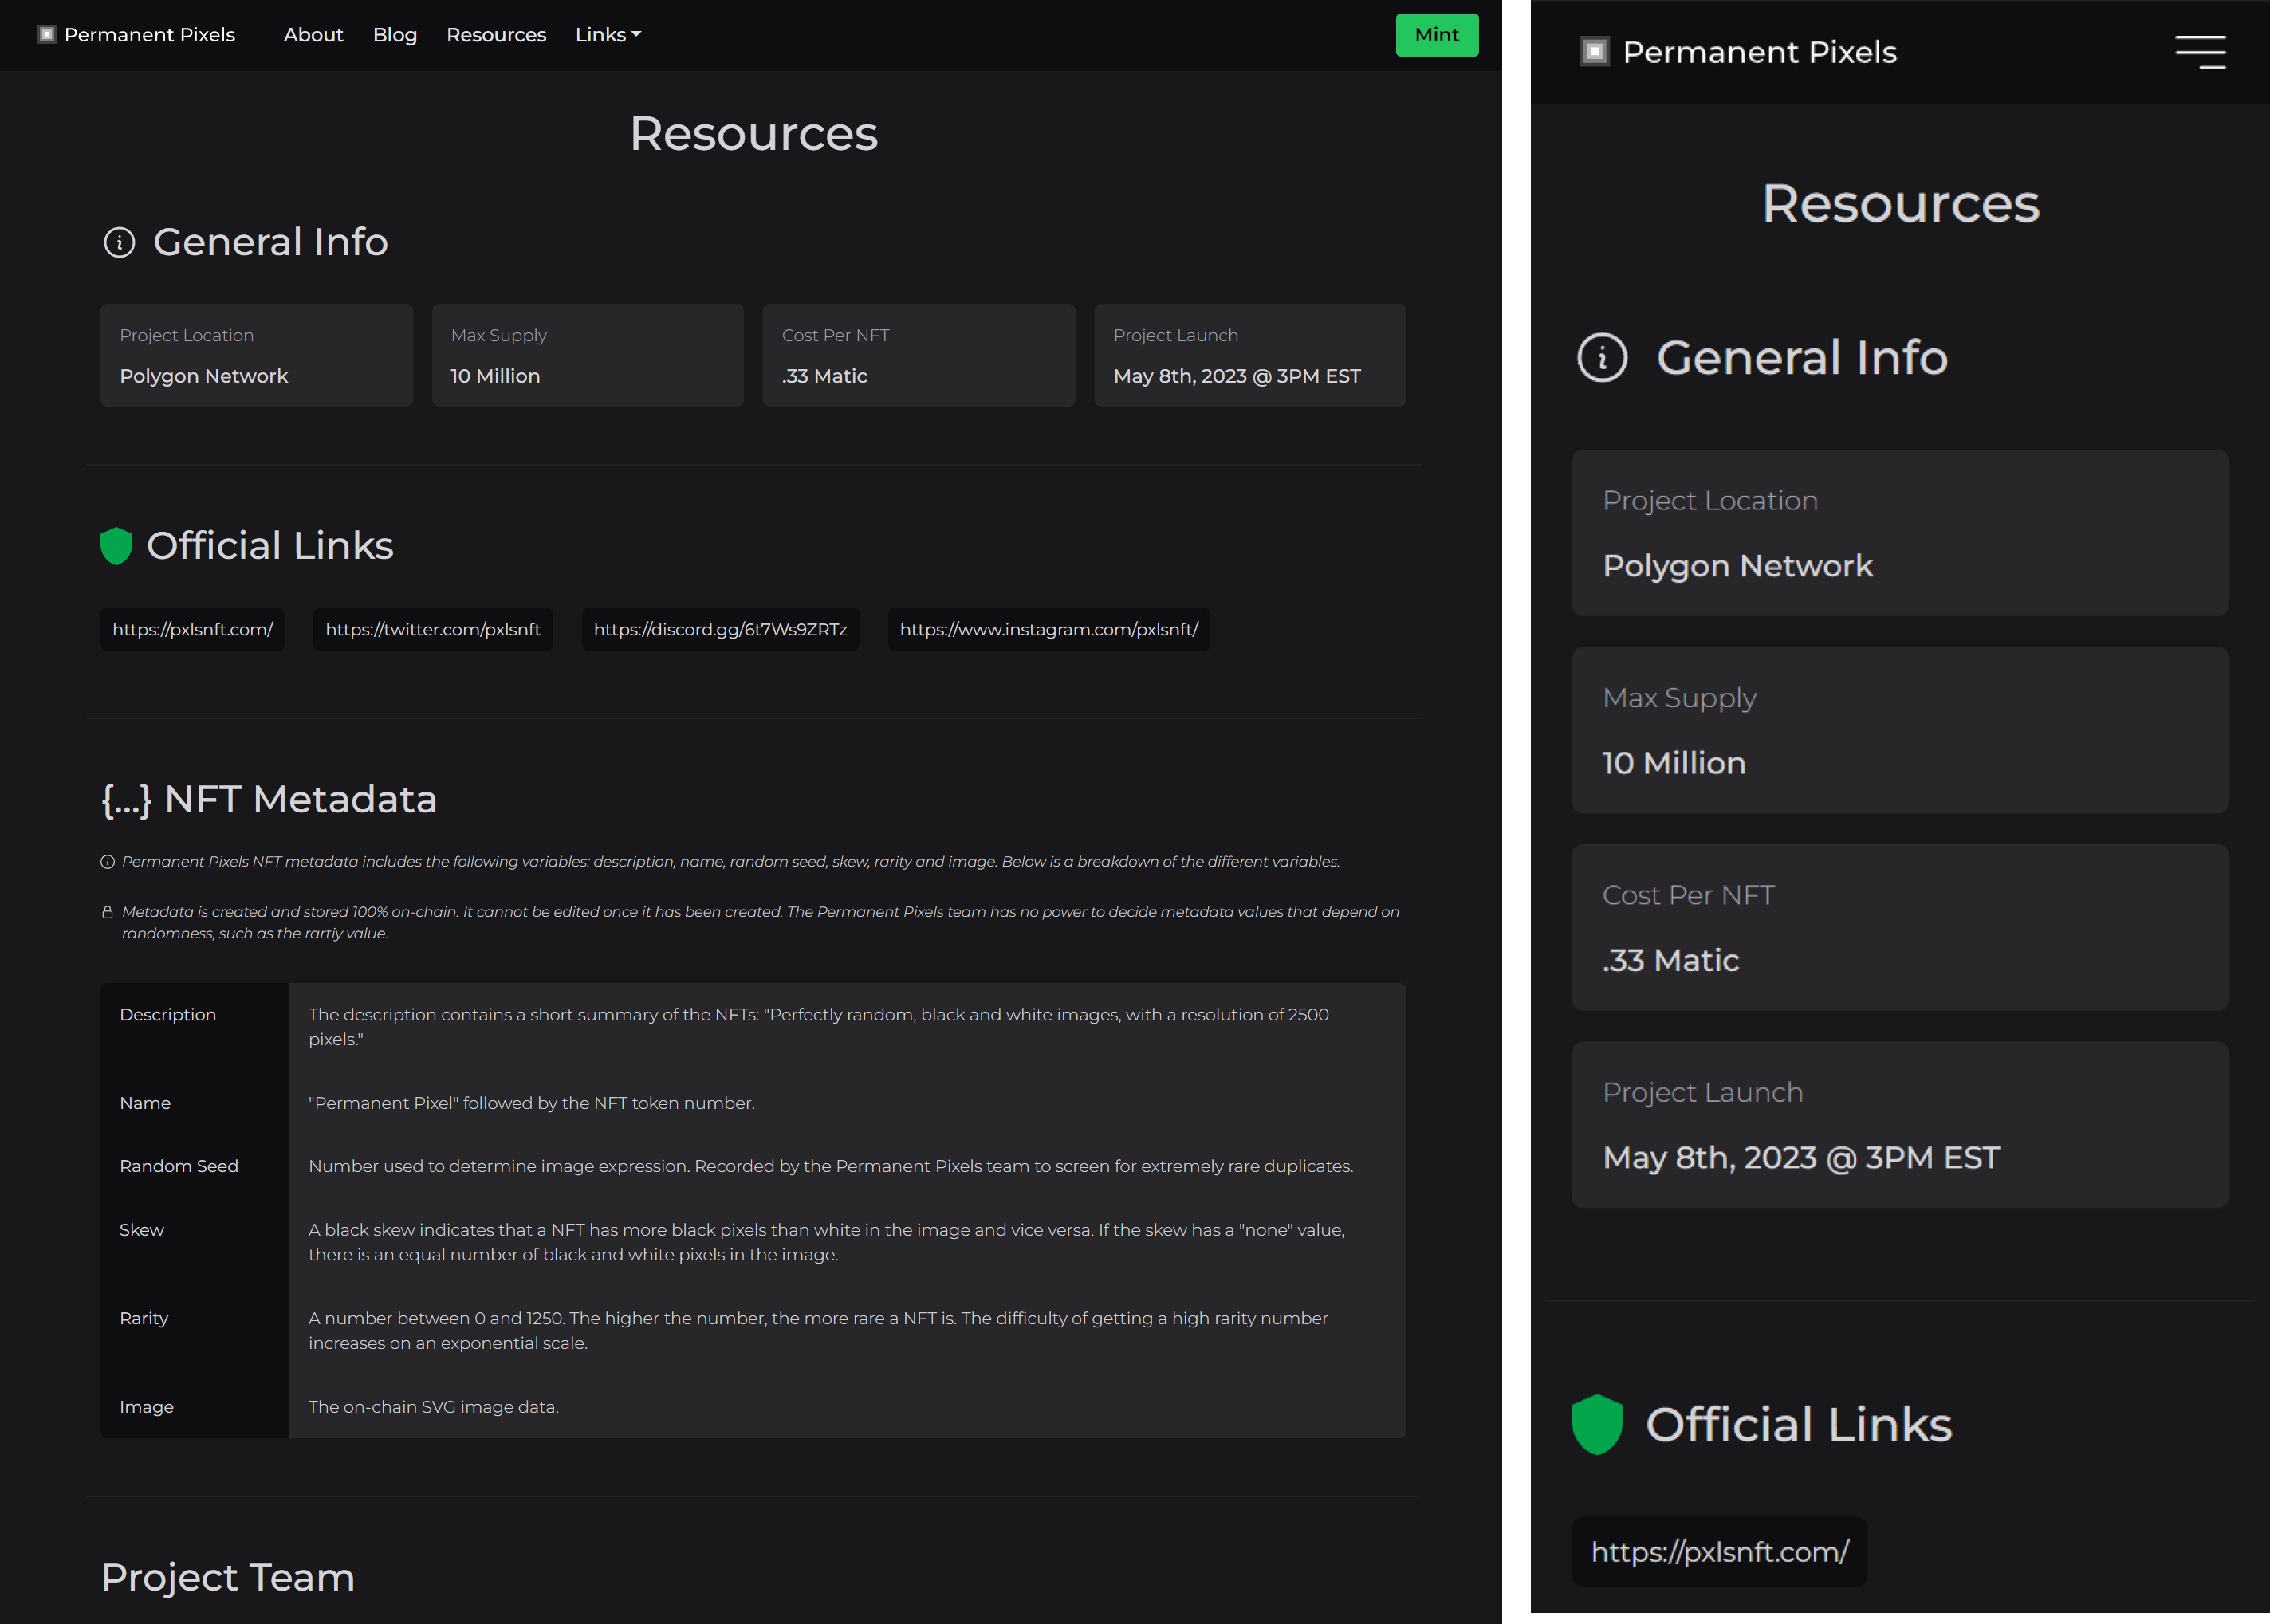 Permanent Pixels About Blog Resources Links Mint
Resources
General Info
Project Location
Polygon Network
Max Supply
10 Million
Cost Per NFT
.33 Matic
Project Launch
May 8th, 2023 @ 3PM EST
Official Links
https://pxlsnft.com/ https://twitter.com/pxlsnft https://discord.gg/6t7Ws9ZRTz https://www.instagram.com/pxlsnft/
{...} NFT Metadata
Permanent Pixels NFT metadata includes the following variables: description, name, random seed, skew, rarity and image. Below is a breakdown of the different variables.
Metadata is created and stored 100% on-chain. It cannot be edited once it has been created. The Permanent Pixels team has no power to decide metadata values that depend on
randomness, such as the rartiy value.
Description
The description contains a short summary of the NFTs: "Perfectly random, black and white images, with a resolution of 2500
pixels."
Name
"Permanent Pixel" followed by the NFT token number.
Random Seed
Number used to determine image expression. Recorded by the Permanent Pixels team to screen for extremely rare duplicates.
Skew
A black skew indicates that a NFT has more black pixels than white in the image and vice versa. If the skew has a "none" value,
there is an equal number of black and white pixels in the image.
Rarity
A number between 0 and 1250. The higher the number, the more rare a NFT is. The difficulty of getting a high rarity number
increases on an exponential scale.
Image
The on-chain SVG image data.
Project Team
Permanent Pixels
Resources
General Info
Project Location
Polygon Network
Max Supply
10 Million
Cost Per NFT
.33 Matic
Project Launch
May 8th, 2023 @ 3PM EST
Official Links
https://pxlsnft.com/